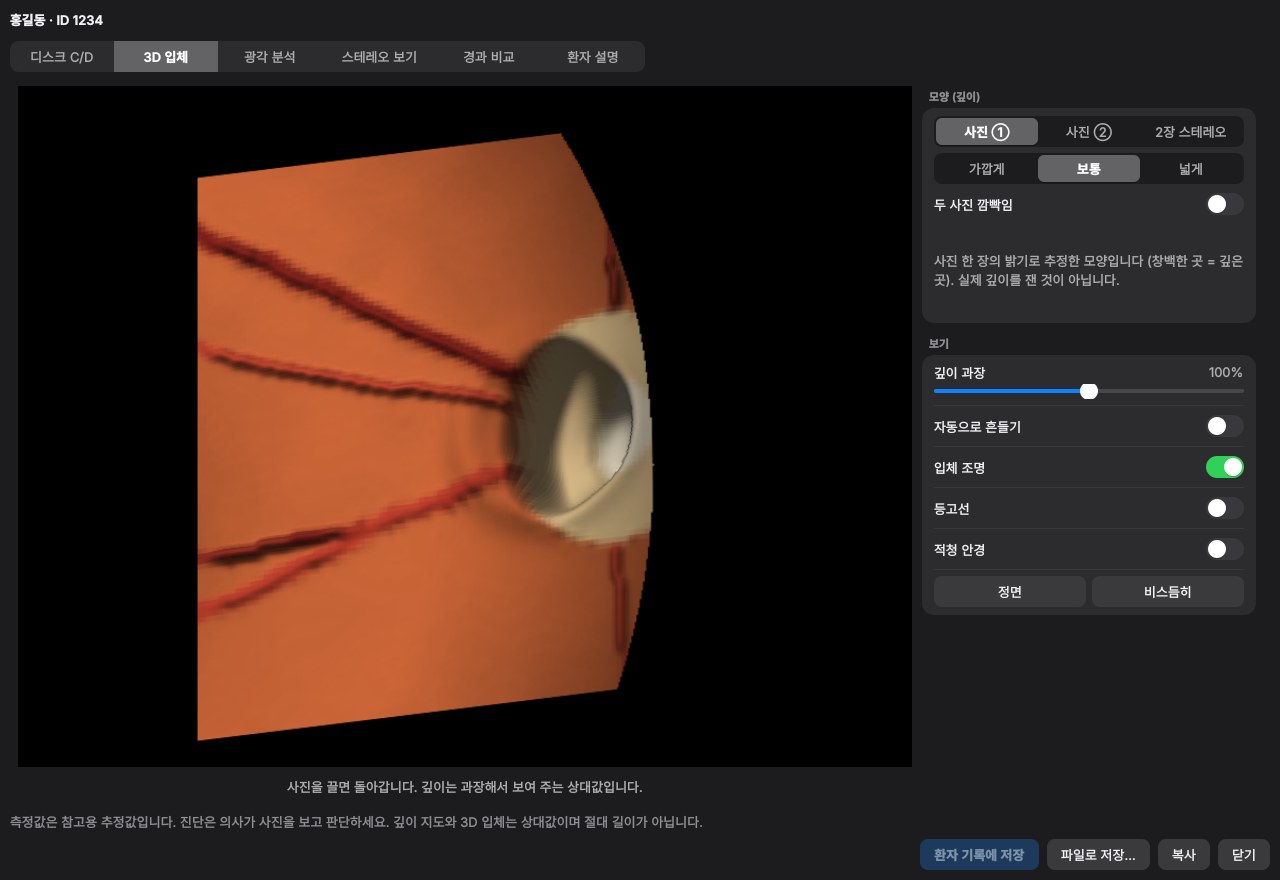 홍길동 · ID 1234
디스크 C/D
3D 입체
광각 분석
스테레오 보기
경과 비교
환자 설명
모양 (깊이)
사진 ①
사진 ②
2장 스테레오
가깝게
보통
넓게
두 사진 깜빡임
사진 한 장의 밝기로 추정한 모양입니다 (창백한 곳 = 깊은
곳). 실제 깊이를 잰 것이 아닙니다.
보기
깊이 과장
100%
자동으로 흔들기
입체 조명
등고선
적청 안경
정면
비스듬히
사진을 끌면 돌아갑니다. 깊이는 과장해서 보여 주는 상대값입니다.
측정값은 참고용 추정값입니다. 진단은 의사가 사진을 보고 판단하세요. 깊이 지도와 3D 입체는 상대값이며 절대 길이가 아닙니다.
환자 기록에 저장
파일로 저장...
복사
닫기